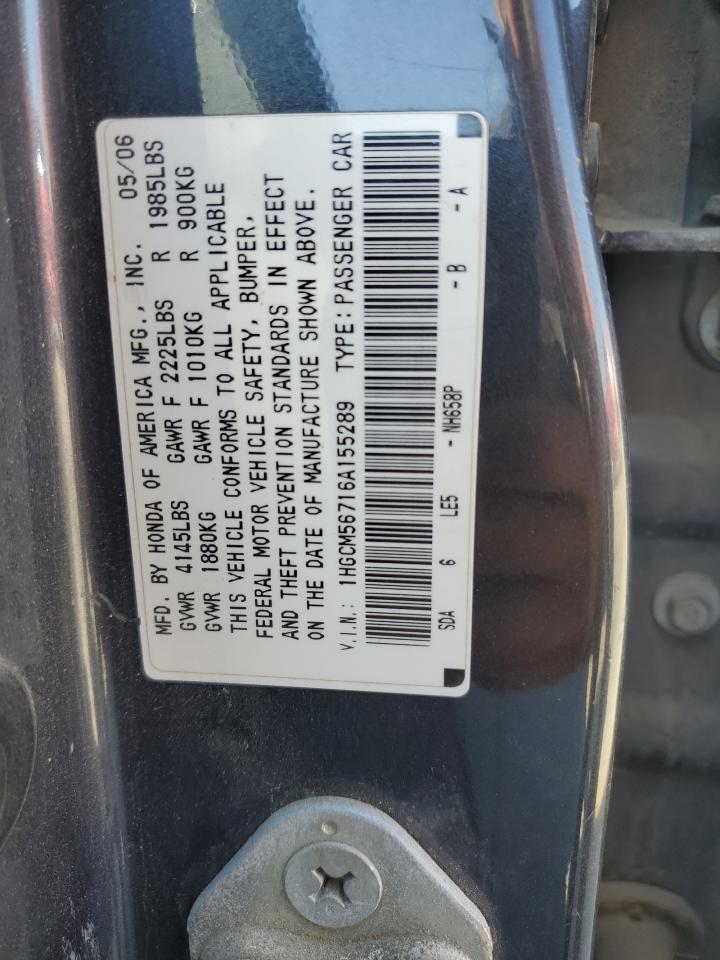 MFD. BY HONDA OF AMERICA MFG., INC. 05/06
GVWR 4145LBS GAWR F 2225LBS R 1985LBS
GVWR 1880KG GAWR F 1010KG R 900KG
THIS VEHICLE CONFORMS TO ALL APPLICABLE
FEDERAL MOTOR VEHICLE SAFETY, BUMPER,
AND THEFT PREVENTION STANDARDS IN EFFECT
ON THE DATE OF MANUFACTURE SHOWN ABOVE.
V.I.N.: 1HGCM56716A155289 TYPE: PASSENGER CAR
SDA 6 LE5 -NH658P -B -A